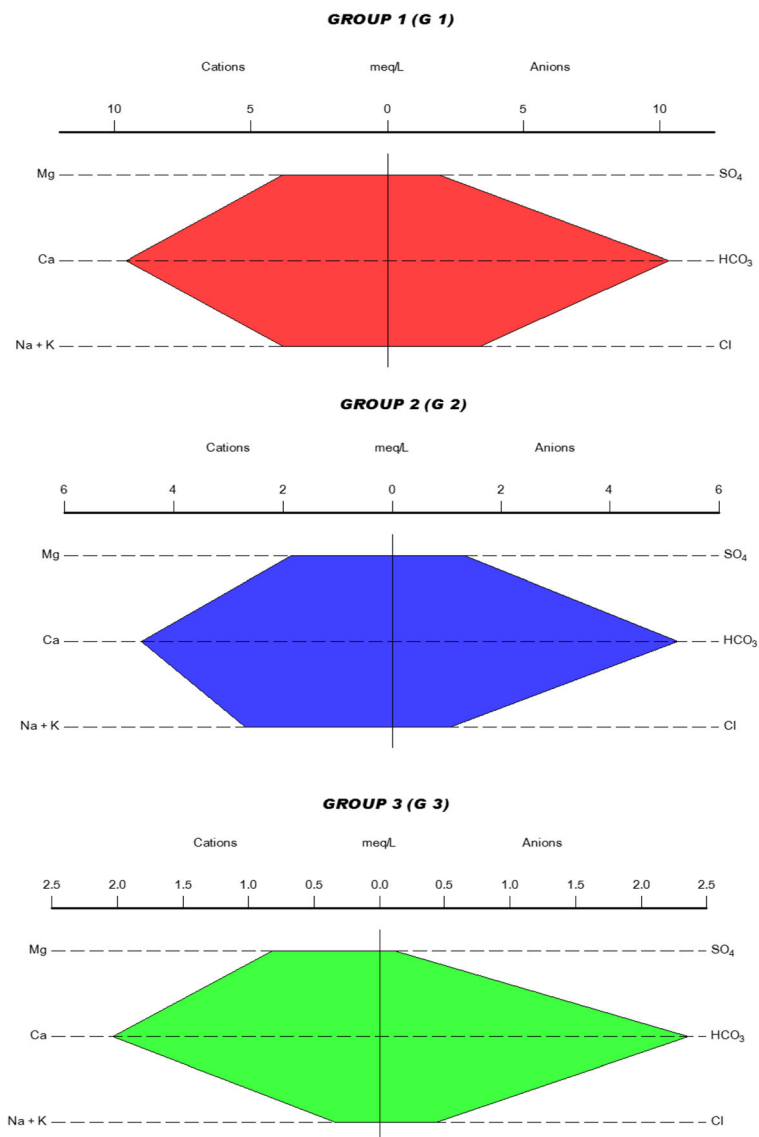 GROUP 1 (G 1)
Cations meq/L Anions
10 5 0 5 10
Mg SO₄
Ca HCO₃
Na + K Cl
GROUP 2 (G 2)
Cations meq/L Anions
6 4 2 0 2 4 6
Mg SO₄
Ca HCO₃
Na + K Cl
GROUP 3 (G 3)
Cations meq/L Anions
2.5 2.0 1.5 1.0 0.5 0.0 0.5 1.0 1.5 2.0 2.5
Mg SO₄
Ca HCO₃
Na + K Cl